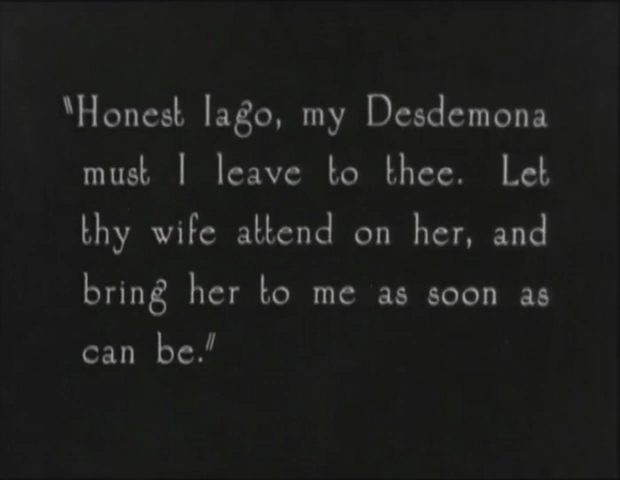 "Honest Iago, my Desdemona
must I leave to thee. Let
thy wife attend on her, and
bring her to me as soon as
can be."